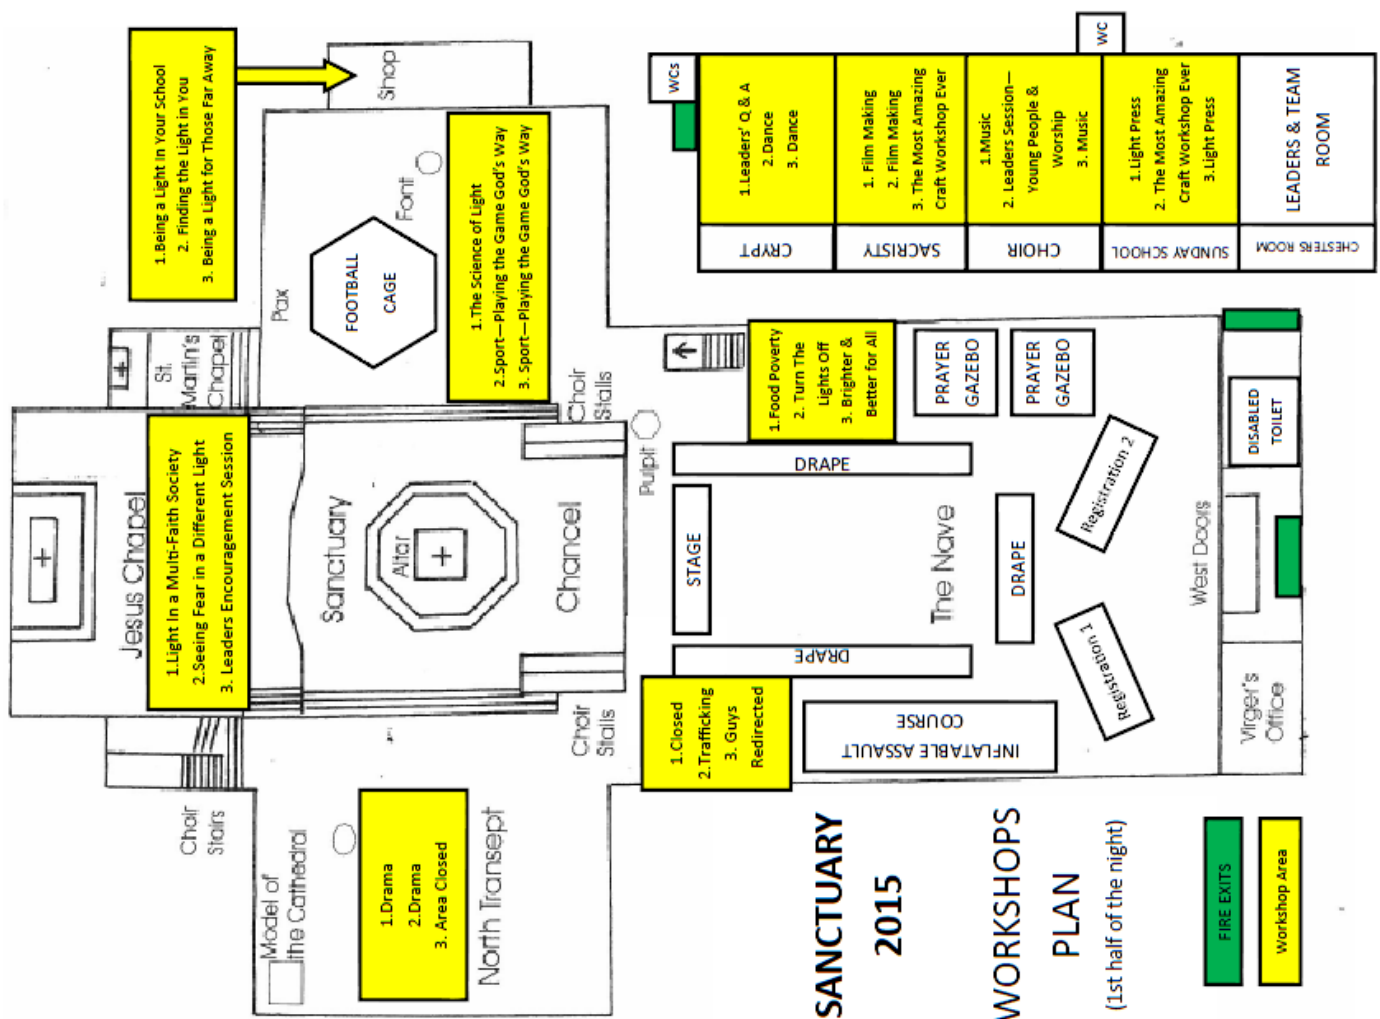 SANCTUARY
2015
WORKSHOPS
PLAN
(1st half of the night)
FIRE EXITS
Workshop Area
Model of
the Cathedral
1.Drama
2.Drama
3. Area Closed
North Transept
Choir
Stairs
Jesus Chapel
1.Light In a Multi-Faith Society
2.Seeing Fear in a Different Light
3. Leaders Encouragement Session
Sanctuary
Altar
Chancel
Choir
Stalls
Choir
Stalls
St.
Martin's
Chapel
Pax
FOOTBALL
CAGE
Font
1.The Science of Light
2.Sport—Playing the Game God's Way
3. Sport—Playing the Game God's Way
1.Being a Light In Your School
2. Finding the Light in You
3. Being a Light for Those Far Away
Shop
Pulpit
1.Closed
2.Trafficking
3. Guys
Redirected
INFLATABLE ASSAULT
COURSE
DRAPE
STAGE
DRAPE
The Nave
DRAPE
1.Food Poverty
2. Turn The
Lights Off
3. Brighter &
Better for All
PRAYER
GAZEBO
PRAYER
GAZEBO
Registration 1
Registration 2
West Doors
Virger's
Office
DISABLED
TOILET
WCs
WC
CRYPT
1.Leaders' Q & A
2.Dance
3. Dance
SACRISTY
1. Film Making
2. Film Making
3. The Most Amazing
Craft Workshop Ever
CHOIR
1.Music
2. Leaders Session—
Young People &
Worship
3. Music
SUNDAY SCHOOL
1.Light Press
2. The Most Amazing
Craft Workshop Ever
3.Light Press
CHESTERS ROOM
LEADERS & TEAM
ROOM